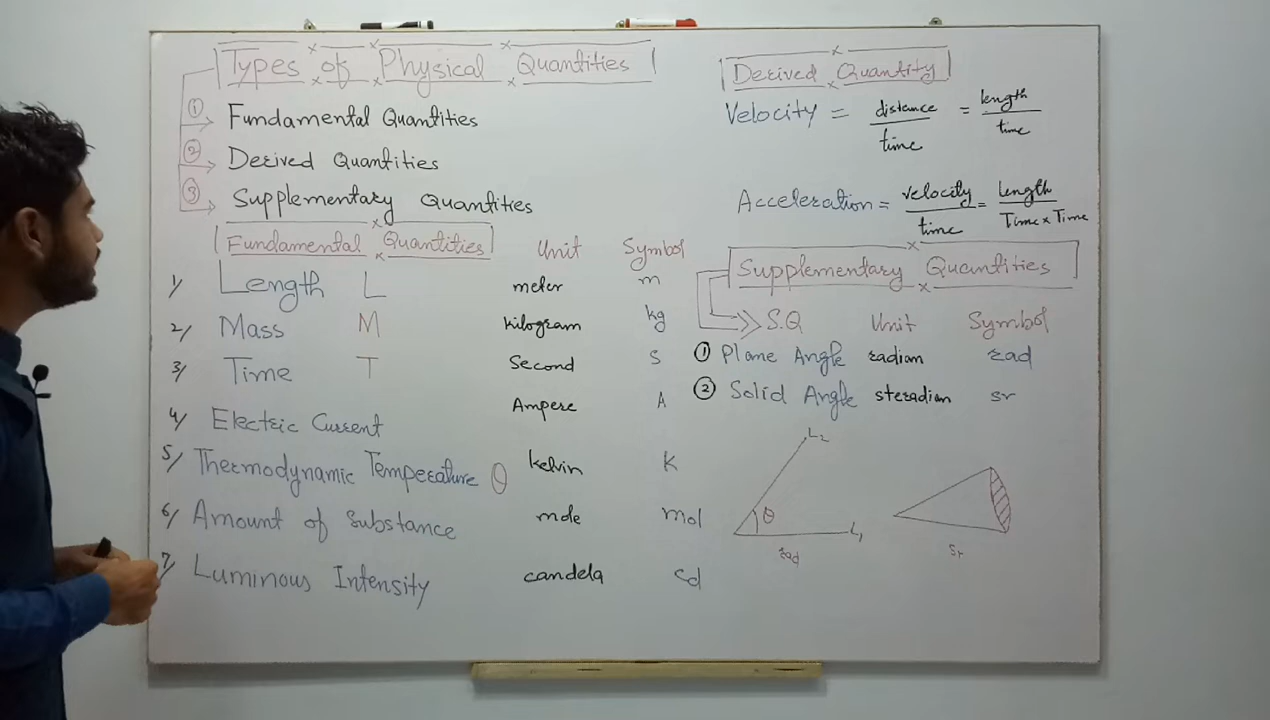 Types of Physical Quantities
① Fundamental Quantities
② Derived Quantities
③ Supplementary Quantities
Fundamental Quantities Unit Symbol
1/ Length L meter m
2/ Mass M kilogram kg
3/ Time T Second S
4/ Electric Current Ampere A
5/ Thermodynamic Temperature θ kelvin K
6/ Amount of Substance mole mol
7/ Luminous Intensity candela cd
Derived Quantity
Velocity = distance/time = length/time
Acceleration = velocity/time = Length/Time × Time
Supplementary Quantities
S.Q Unit Symbol
① Plane Angle radian rad
② Solid Angle steradian sr
L2
θ
L1
rad
Sr